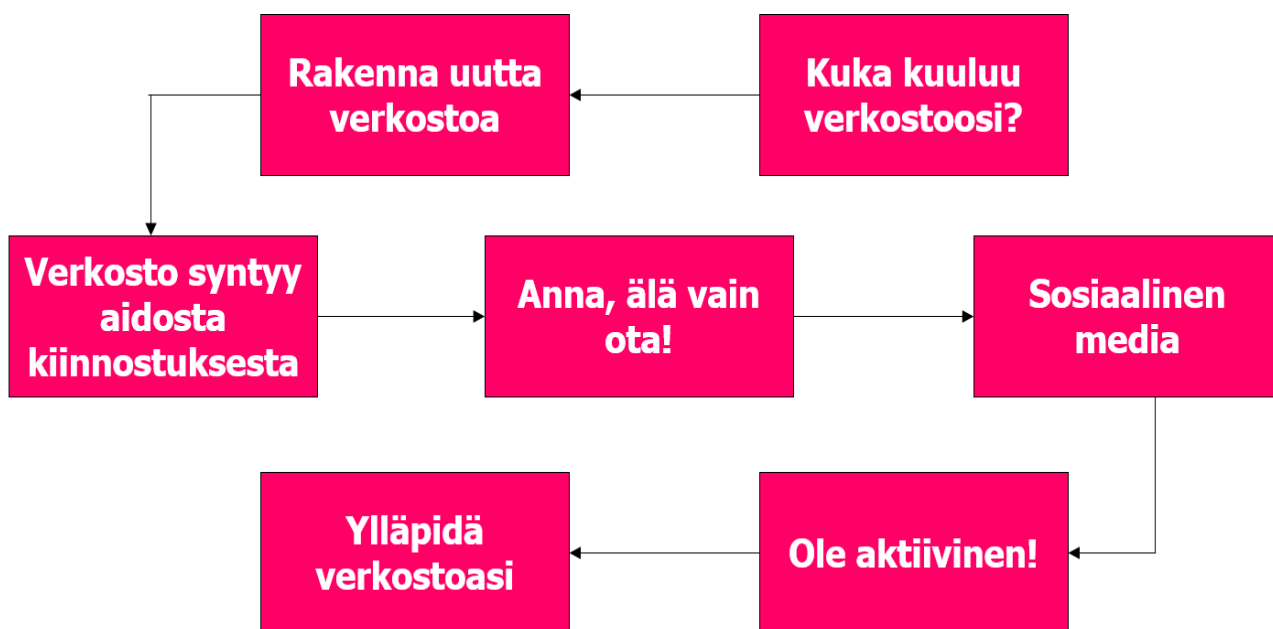 Rakenna uutta
verkostoa
Kuka kuuluu
verkostoosi?
Verkosto syntyy
aidosta
kiinnostuksesta
Anna, älä vain
ota!
Sosiaalinen
media
Ylläpidä
verkostoasi
Ole aktiivinen!